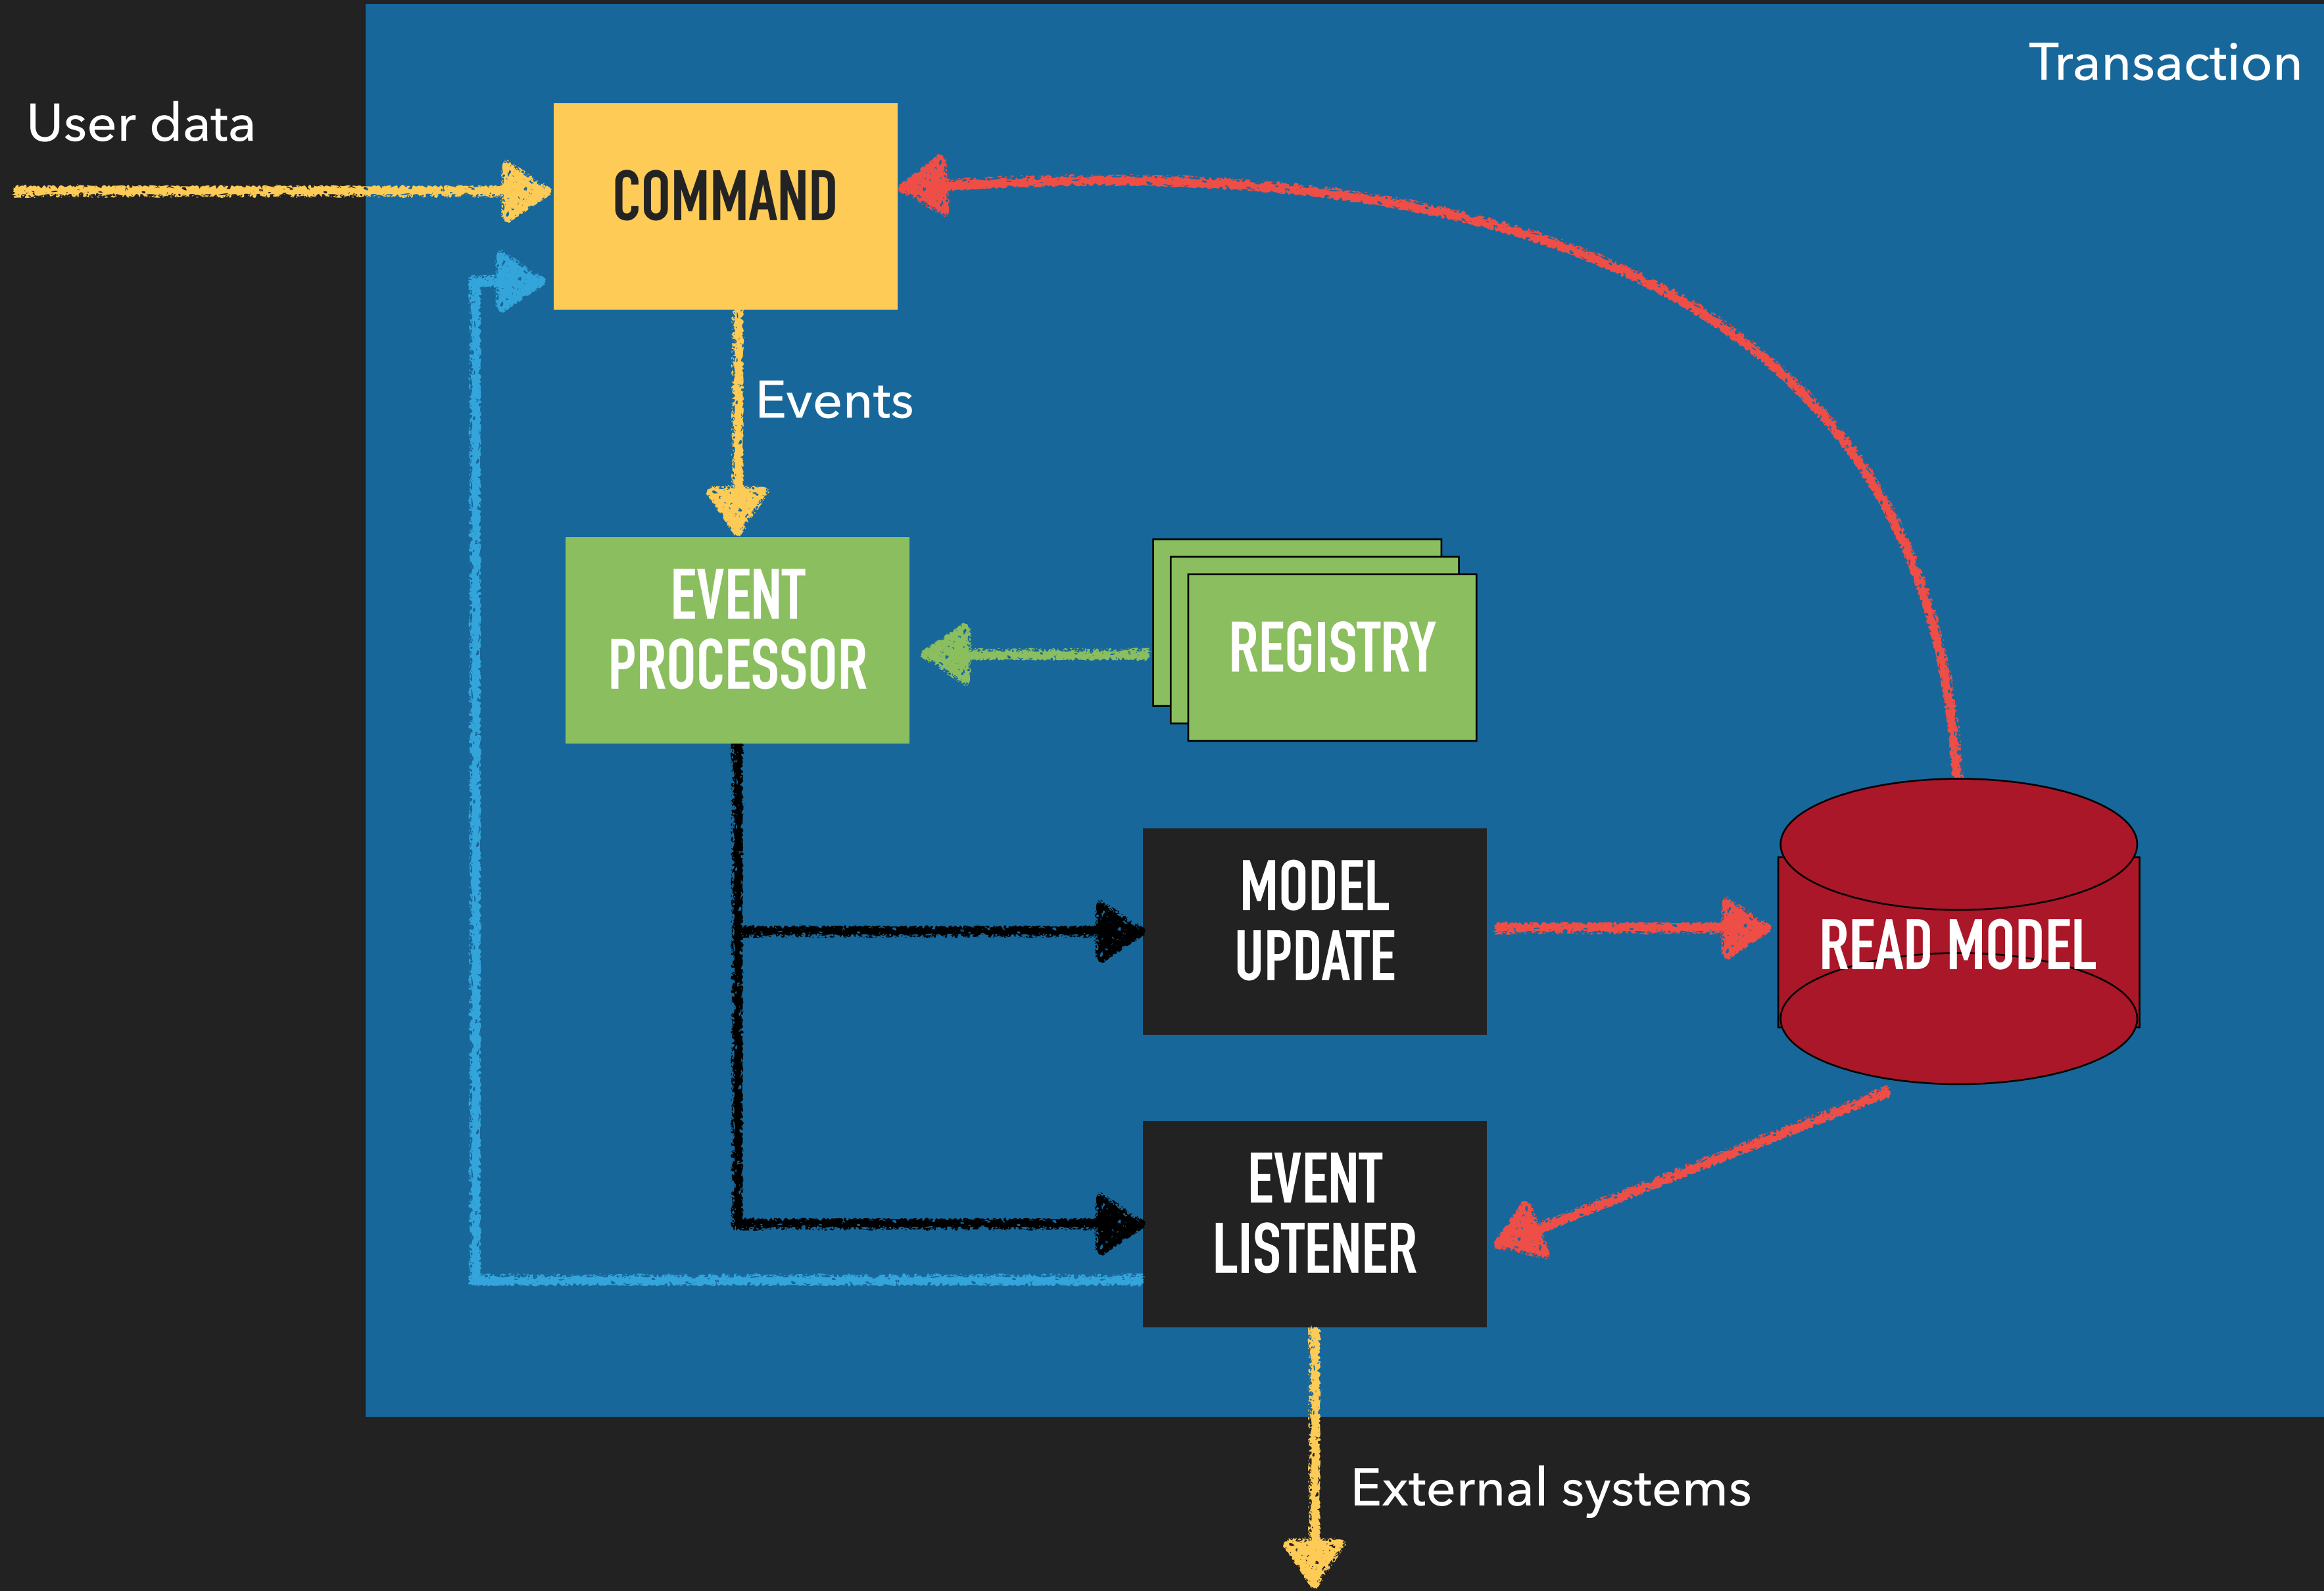 Transaction
User data
COMMAND
Events
EVENT
PROCESSOR
REGISTRY
MODEL
UPDATE
READ MODEL
EVENT
LISTENER
External systems